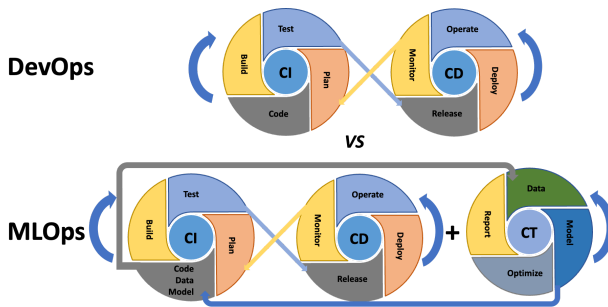 DevOps
Test
Build
CI
Plan
Code
Operate
Monitor
CD
Deploy
Release
VS
MLOps
Test
Build
CI
Plan
Code
Data
Model
Operate
Monitor
CD
Deploy
Release
+
Data
Report
CT
Model
Optimize